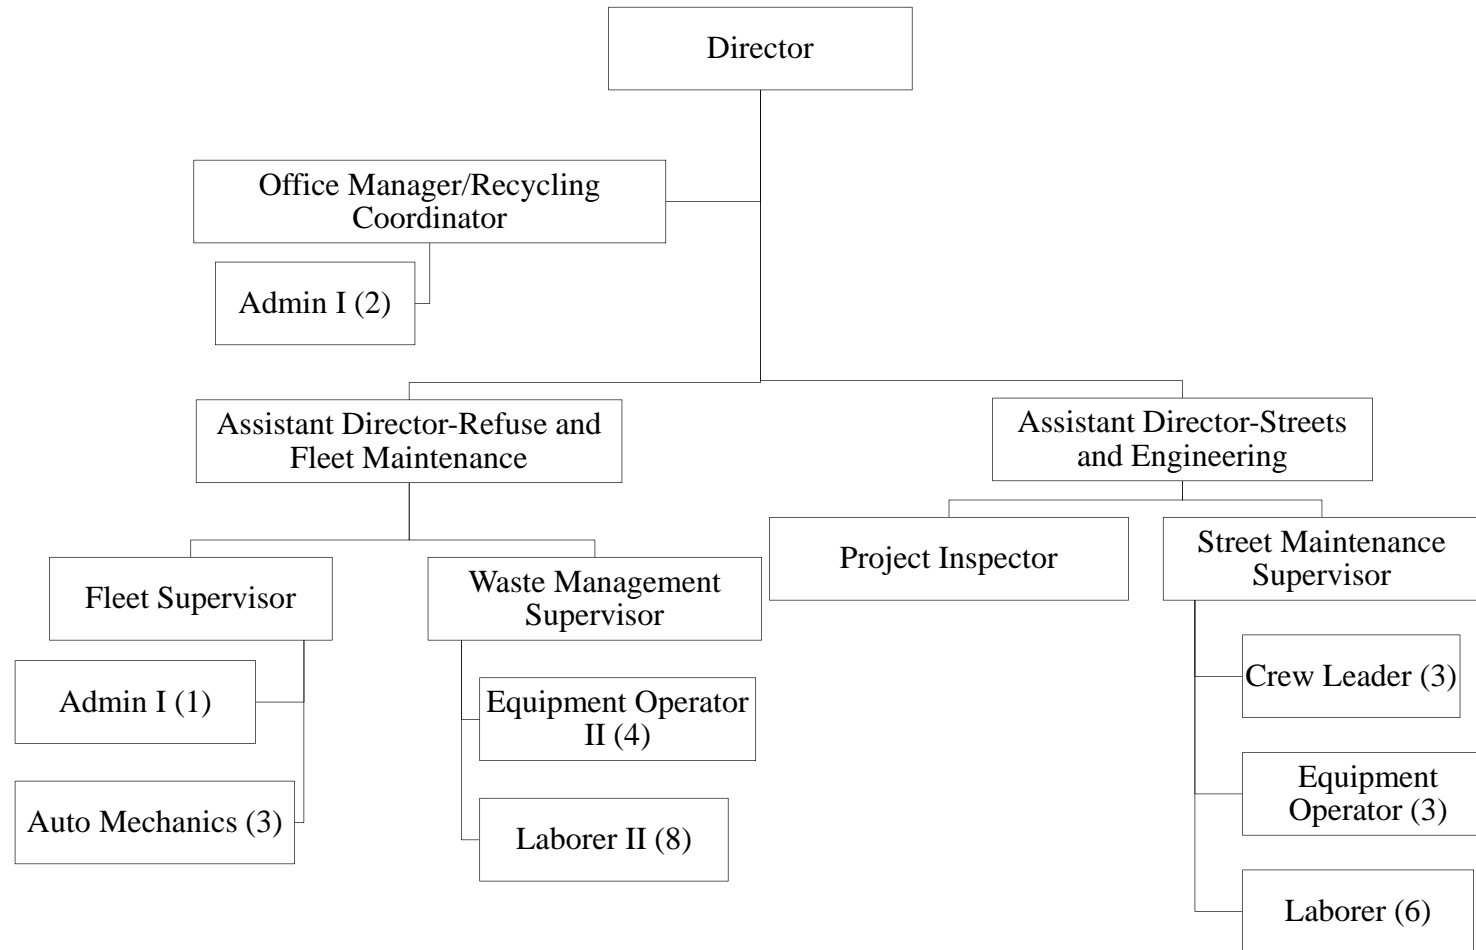 Director
Office Manager/Recycling
Coordinator
Admin I (2)
Assistant Director-Refuse and
Fleet Maintenance
Assistant Director-Streets
and Engineering
Fleet Supervisor
Waste Management
Supervisor
Project Inspector
Street Maintenance
Supervisor
Admin I (1)
Auto Mechanics (3)
Equipment Operator
II (4)
Laborer II (8)
Crew Leader (3)
Equipment
Operator (3)
Laborer (6)